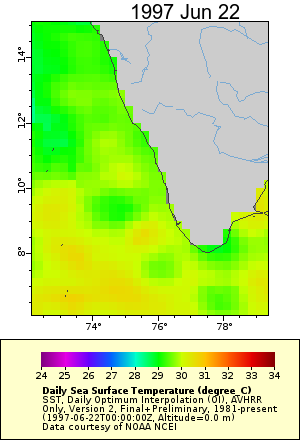 1997 Jun 22
14°
12°
10°
8°
74°
76°
78°
24 25 26 27 28 29 30 31 32 33 34
Daily Sea Surface Temperature (degree_C)
SST, Daily Optimum Interpolation (OI), AVHRR
Only, Version 2, Final+Preliminary, 1981-present
(1997-06-22T00:00:00Z, Altitude=0.0 m)
Data courtesy of NOAA NCEI